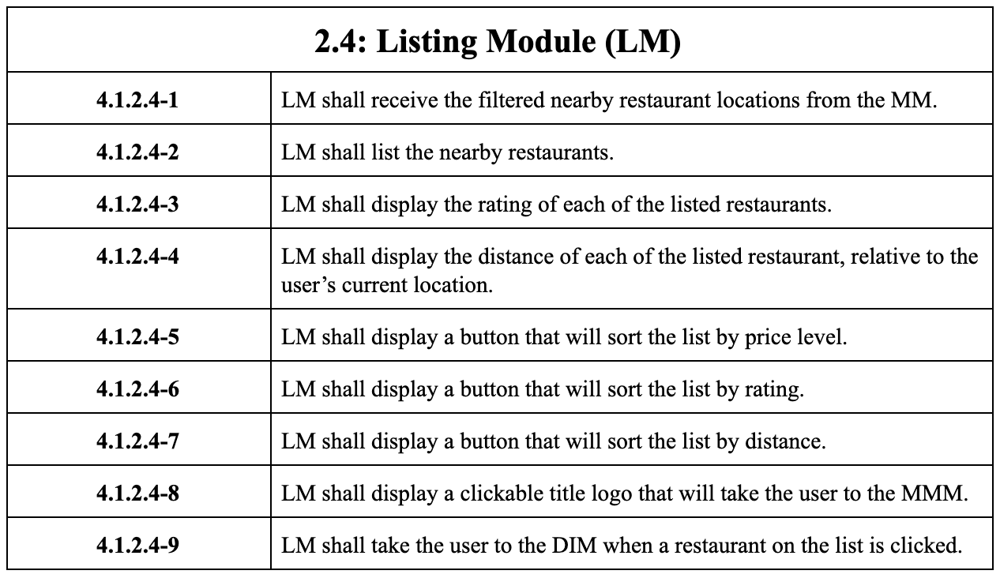 2.4: Listing Module (LM)
4.1.2.4-1 LM shall receive the filtered nearby restaurant locations from the MM.
4.1.2.4-2 LM shall list the nearby restaurants.
4.1.2.4-3 LM shall display the rating of each of the listed restaurants.
4.1.2.4-4 LM shall display the distance of each of the listed restaurant, relative to the
user’s current location.
4.1.2.4-5 LM shall display a button that will sort the list by price level.
4.1.2.4-6 LM shall display a button that will sort the list by rating.
4.1.2.4-7 LM shall display a button that will sort the list by distance.
4.1.2.4-8 LM shall display a clickable title logo that will take the user to the MMM.
4.1.2.4-9 LM shall take the user to the DIM when a restaurant on the list is clicked.